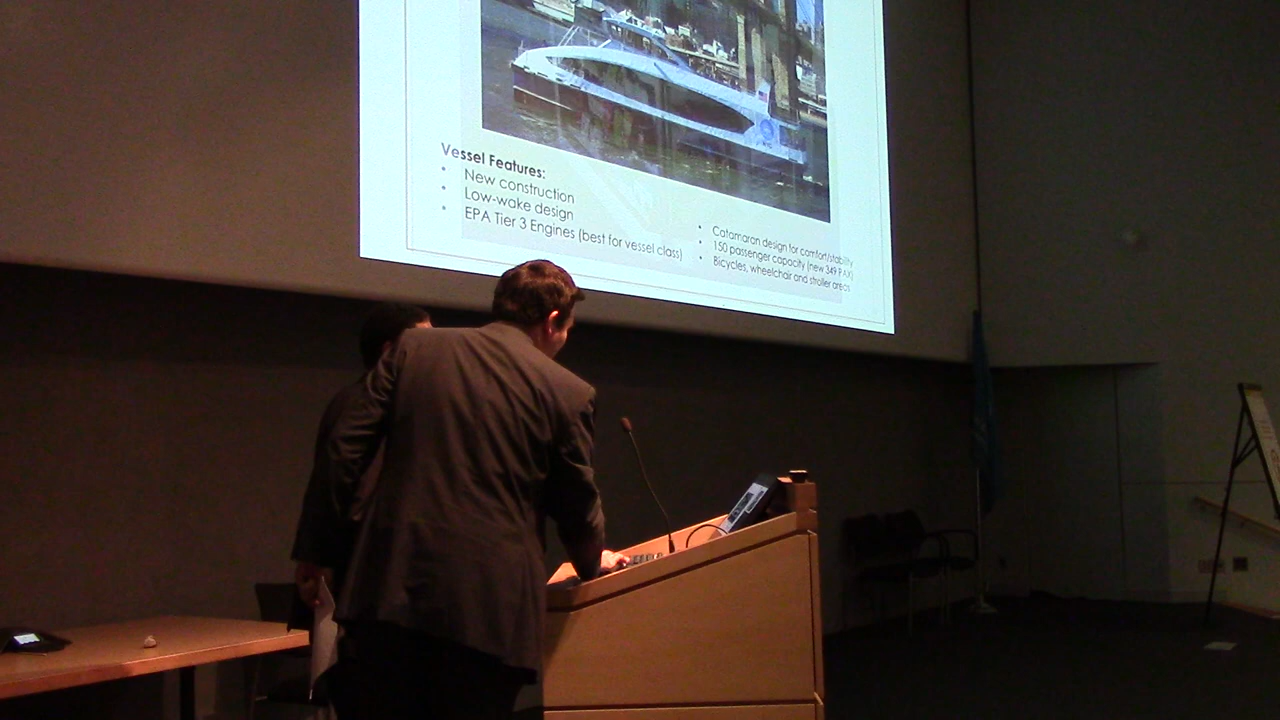 Vessel Features:
• New construction
• Low-wake design
• EPA Tier 3 Engines (best for vessel class)
• Catamaran design for comfort/stability
• 150 passenger capacity (new 349 PAX)
• Bicycles, wheelchair and stroller areas